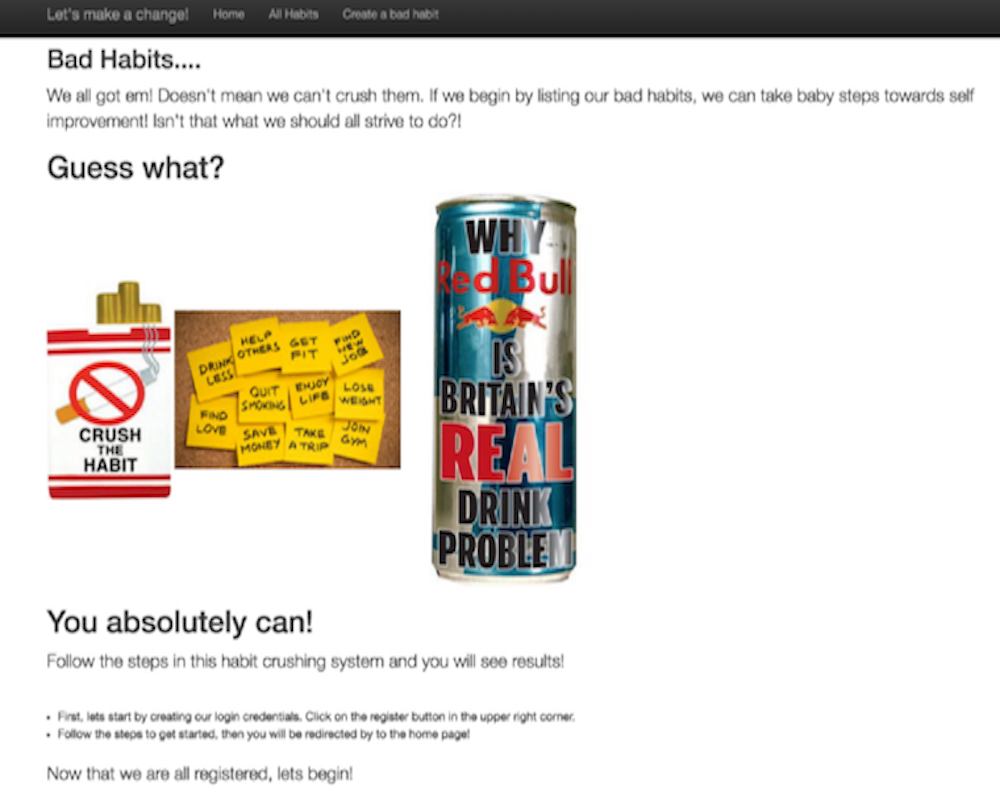 Let's make a change! Home All Habits Create a bad habit
Bad Habits....
We all got em! Doesn't mean we can't crush them. If we begin by listing our bad habits, we can take baby steps towards self
improvement! Isn't that what we should all strive to do?!
Guess what?
CRUSH
THE
HABIT
DRINK
LESS
HELP
OTHERS
GET
FIT
FIND
NEW
JOB
QUIT
SMOKING
ENJOY
LIFE
LOSE
WEIGHT
FIND
LOVE
SAVE
MONEY
TAKE
A TRIP
JOIN
GYM
WHY
Red Bull
IS
BRITAIN'S
REAL
DRINK
PROBLEM
You absolutely can!
Follow the steps in this habit crushing system and you will see results!
• First, lets start by creating our login credentials. Click on the register button in the upper right corner.
• Follow the steps to get started, then you will be redirected by to the home page!
Now that we are all registered, lets begin!